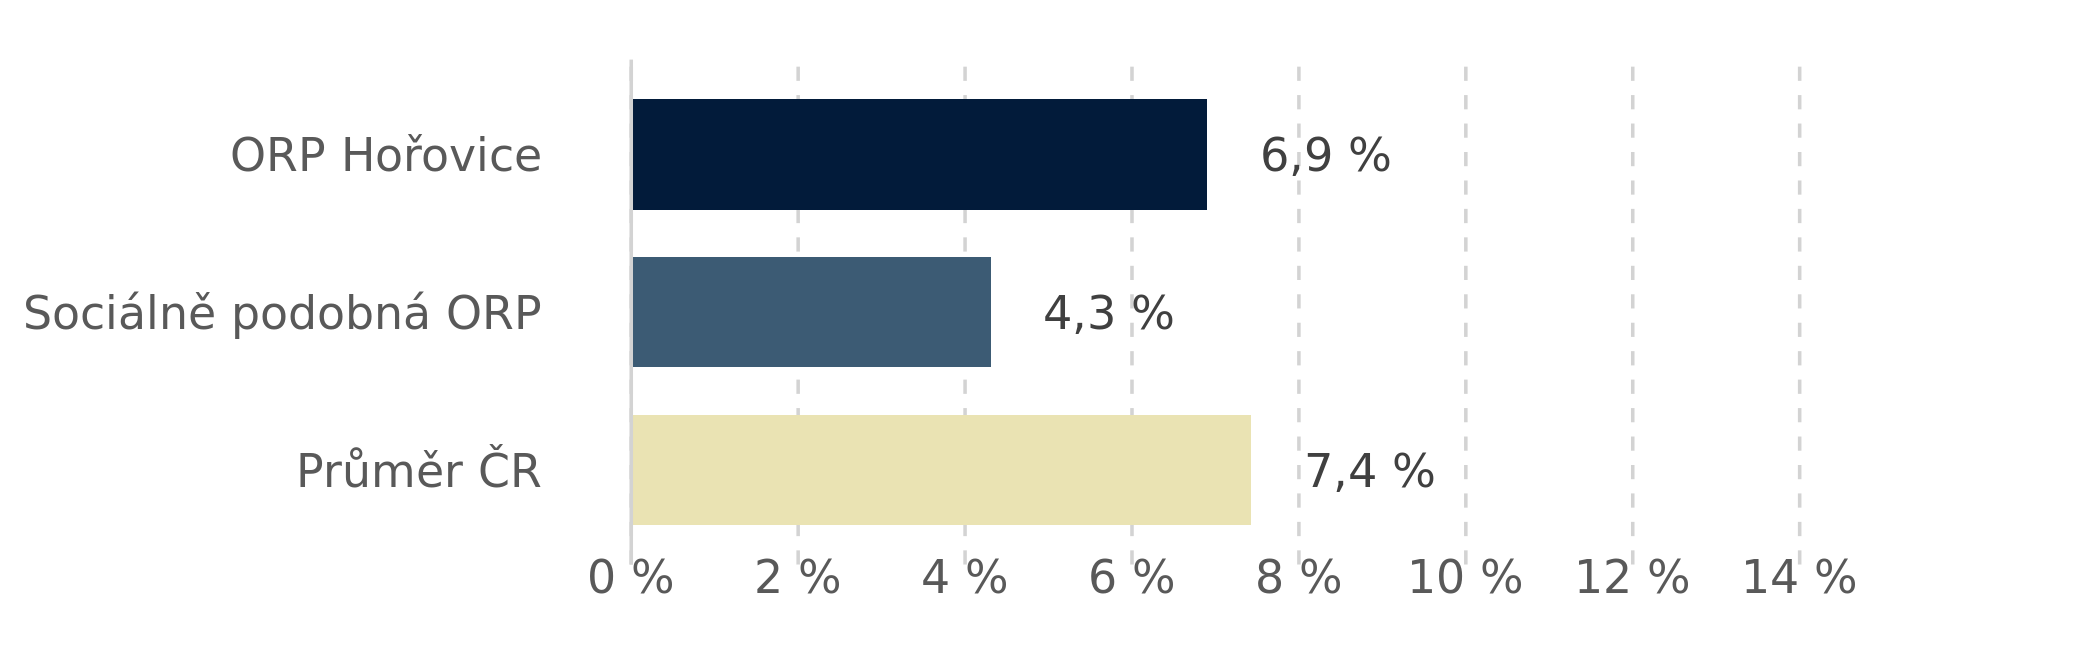 ORP Hořovice 6,9 %
Sociálně podobná ORP 4,3 %
Průměr ČR 7,4 %
0 % 2 % 4 % 6 % 8 % 10 % 12 % 14 %